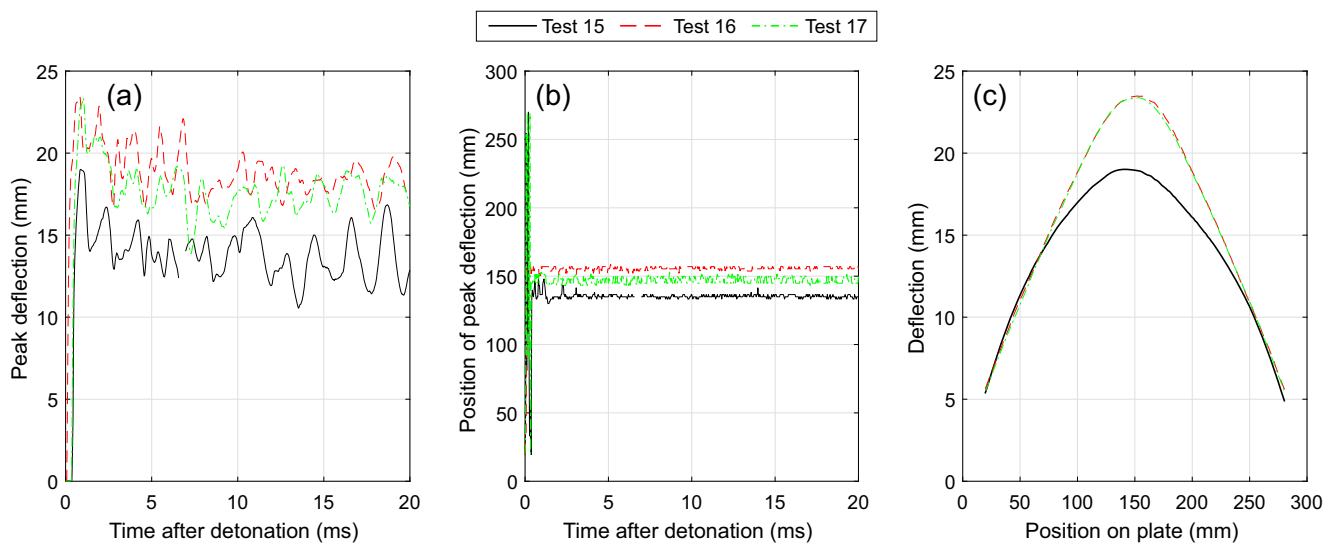 Test 15 Test 16 Test 17
(a)
Peak deflection (mm)
25
20
15
10
5
0
0 5 10 15 20
Time after detonation (ms)
(b)
Position of peak deflection (mm)
300
250
200
150
100
50
0
0 5 10 15 20
Time after detonation (ms)
(c)
Deflection (mm)
25
20
15
10
5
0
0 50 100 150 200 250 300
Position on plate (mm)